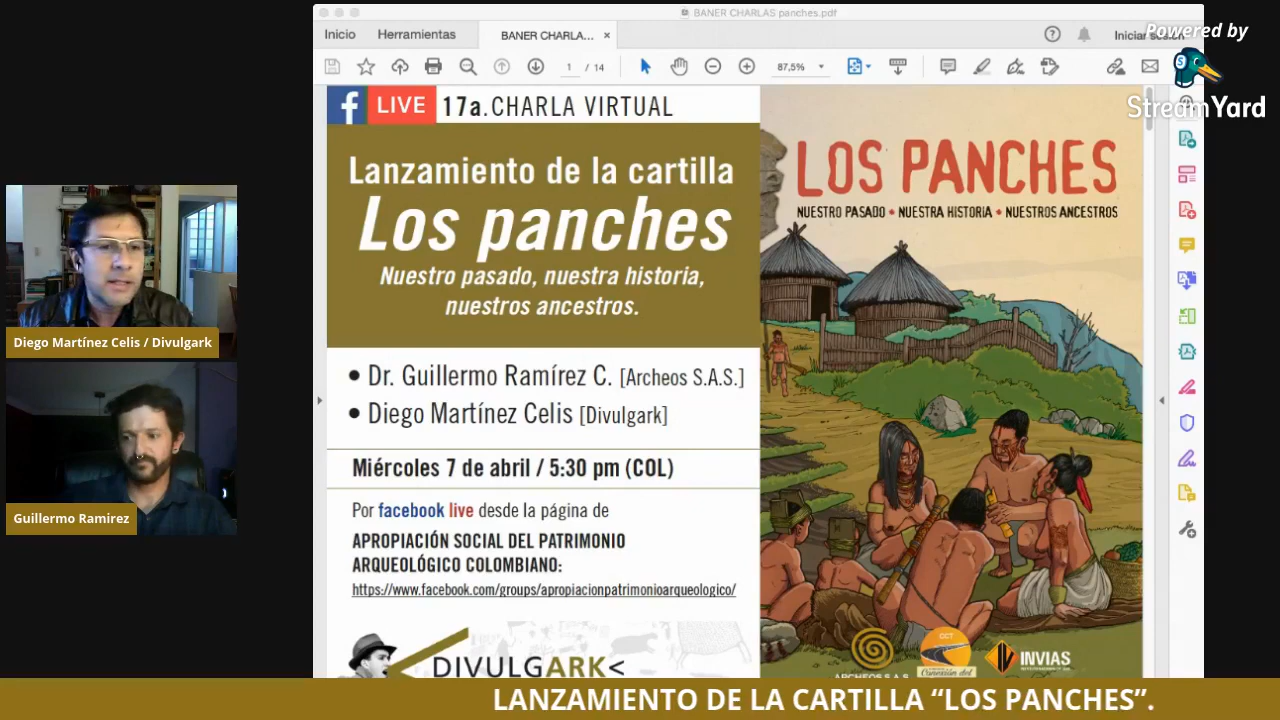 BANER CHARLAS panches.pdf
Inicio
Herramientas
BANER CHARLA...
×
Powered by
StreamYard
1 / 14
87,5%
f LIVE 17a.CHARLA VIRTUAL
Lanzamiento de la cartilla
Los panches
Nuestro pasado, nuestra historia,
nuestros ancestros.
• Dr. Guillermo Ramírez C. [Archeos S.A.S.]
• Diego Martínez Celis [Divulgark]
Miércoles 7 de abril / 5:30 pm (COL)
Por facebook live desde la página de
APROPIACIÓN SOCIAL DEL PATRIMONIO
ARQUEOLÓGICO COLOMBIANO:
https://www.facebook.com/groups/apropiacionpatrimonioarqueologico/
DIVULGARK<
LOS PANCHES
NUESTRO PASADO • NUESTRA HISTORIA • NUESTROS ANCESTROS
ARCHEOS S.A.S.
CCT
Conexión del
INVIAS
Diego Martínez Celis / Divulgark
Guillermo Ramirez
LANZAMIENTO DE LA CARTILLA “LOS PANCHES”.